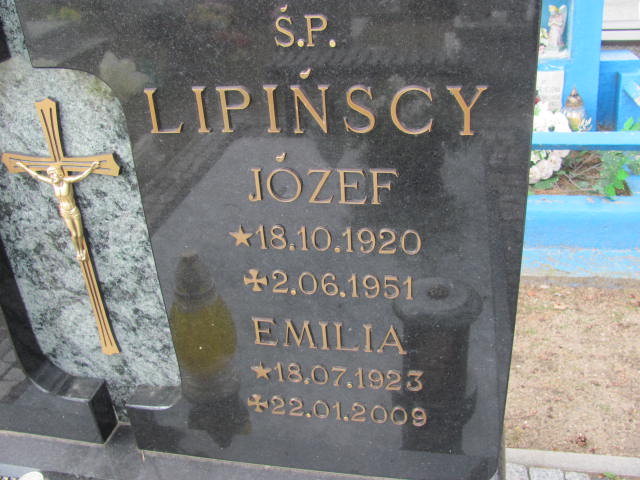 Ś.P.
LIPIŃSCY
JÓZEF
★18.10.1920
✝2.06.1951
EMILIA
★18.07.1923
✝22.01.2009